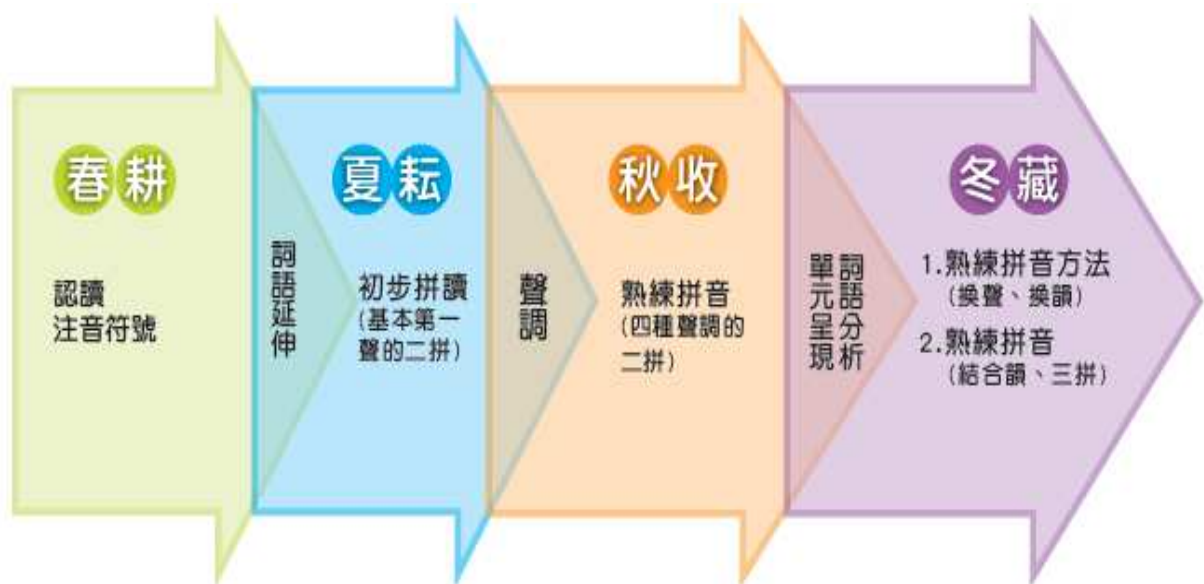 春耕
認讀
注音符號
詞語延伸
夏耘
初步拼讀
(基本第一
聲的二拼)
聲調
秋收
熟練拼音
(四種聲調的
二拼)
詞語分析
單元呈現
冬藏
1.熟練拼音方法
(換聲、換韻)
2.熟練拼音
(結合韻、三拼)